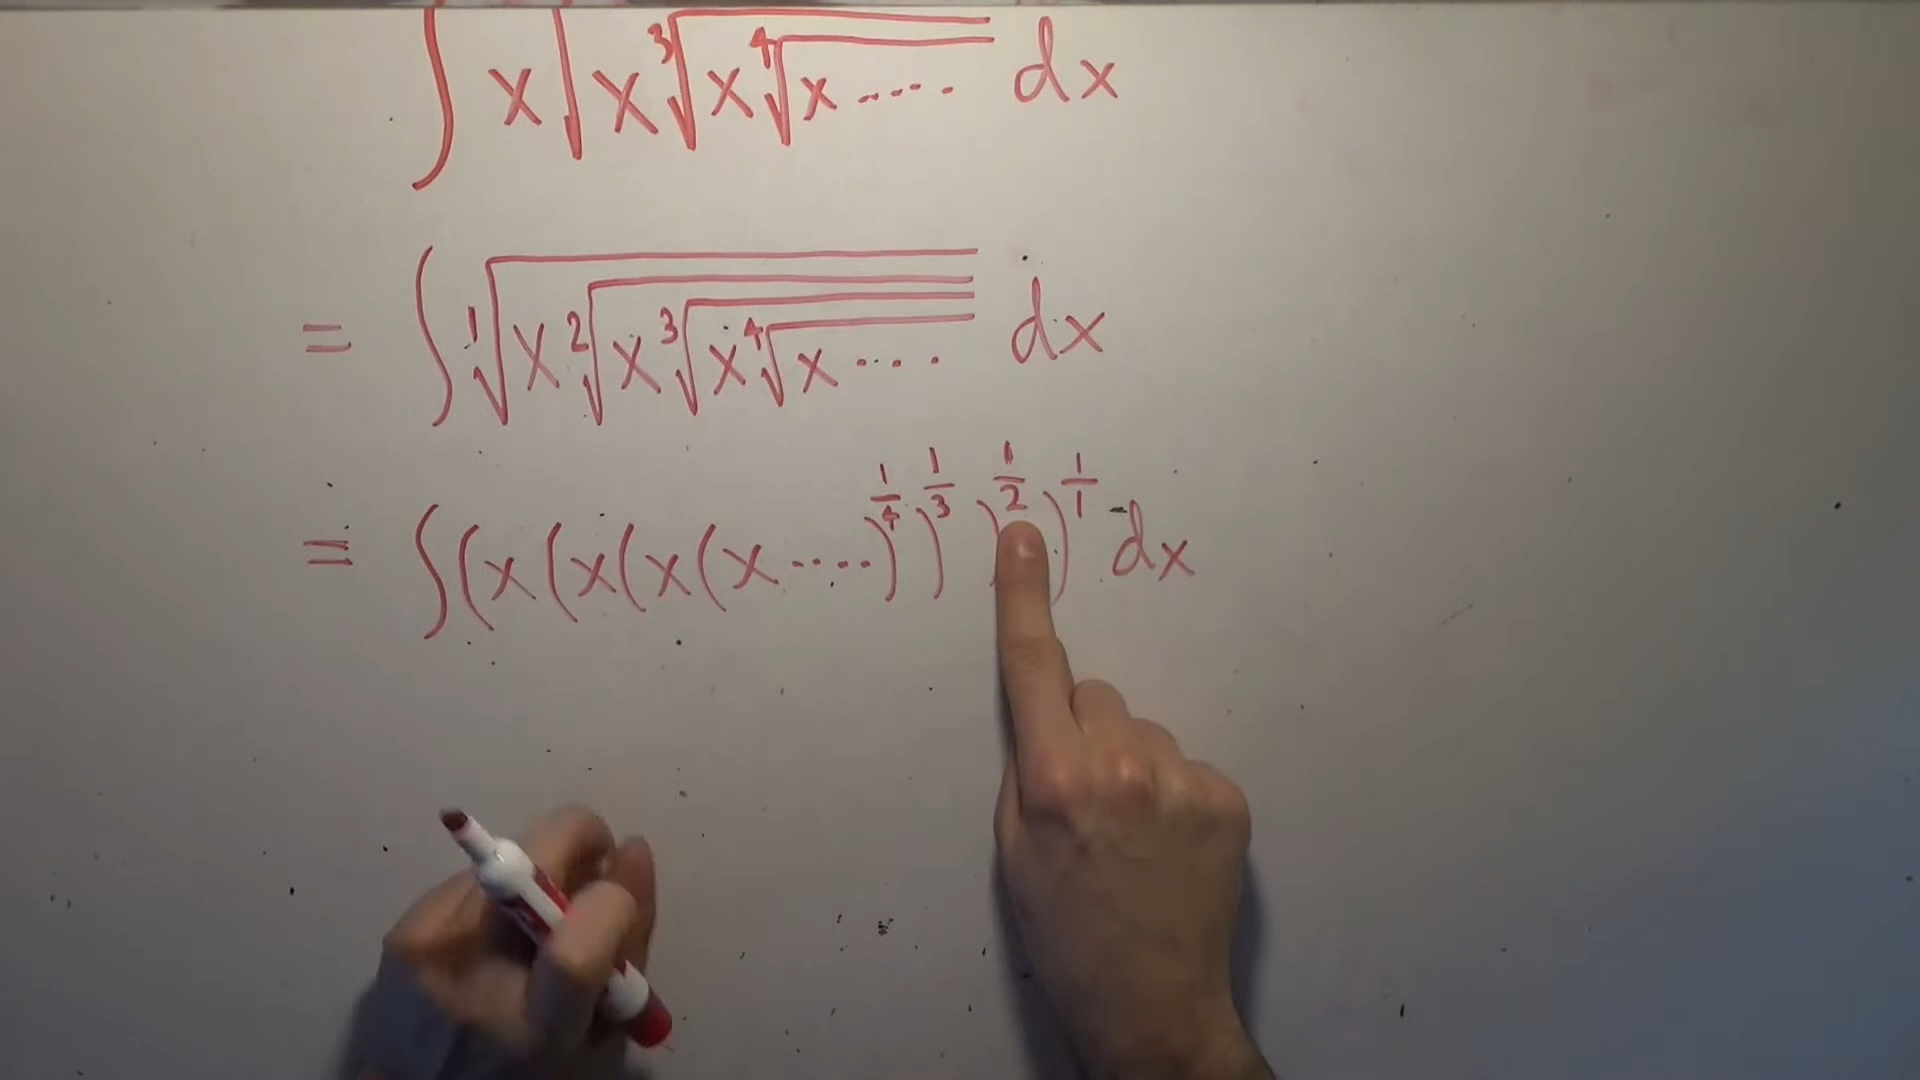 ∫ x√x ∛x ∜x .... dx
= ∫ ¹√x ²√x ³√x ⁴√x .... dx
= ∫ (x (x (x (x ....)^1/4 )^1/3 )^1/2 )^1/1 dx